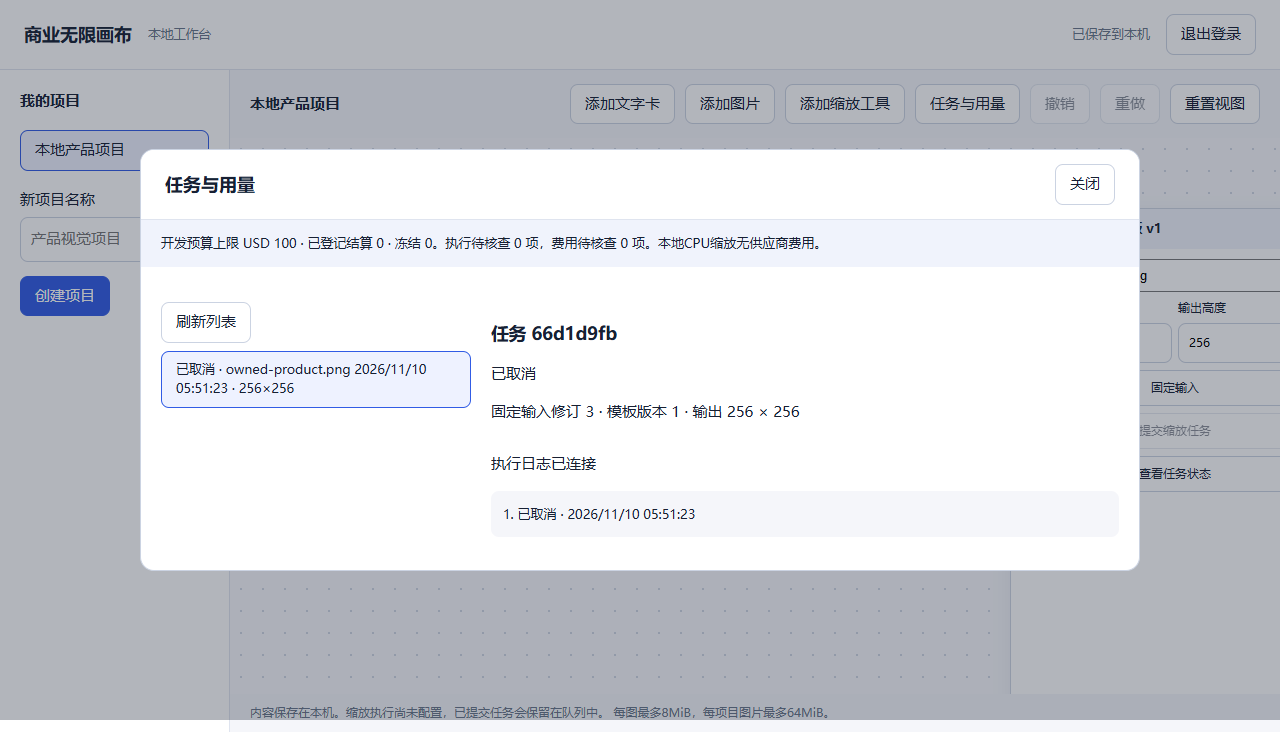 商业无限画布 本地工作台 已保存到本机 退出登录
我的项目
本地产品项目
新项目名称
产品视觉项目
创建项目
本地产品项目 添加文字卡 添加图片 添加缩放工具 任务与用量 撤销 重做 重置视图
任务与用量 关闭
开发预算上限 USD 100 · 已登记结算 0 · 冻结 0。执行待核查 0 项，费用待核查 0 项。本地CPU缩放无供应商费用。
刷新列表
已取消 · owned-product.png 2026/11/10
05:51:23 · 256×256
任务 66d1d9fb
已取消
固定输入修订 3 · 模板版本 1 · 输出 256 × 256
执行日志已连接
1. 已取消 · 2026/11/10 05:51:23
v1
g
输出高度
256
固定输入
提交缩放任务
查看任务状态
内容保存在本机。缩放执行尚未配置，已提交任务会保留在队列中。 每图最多8MiB，每项目图片最多64MiB。